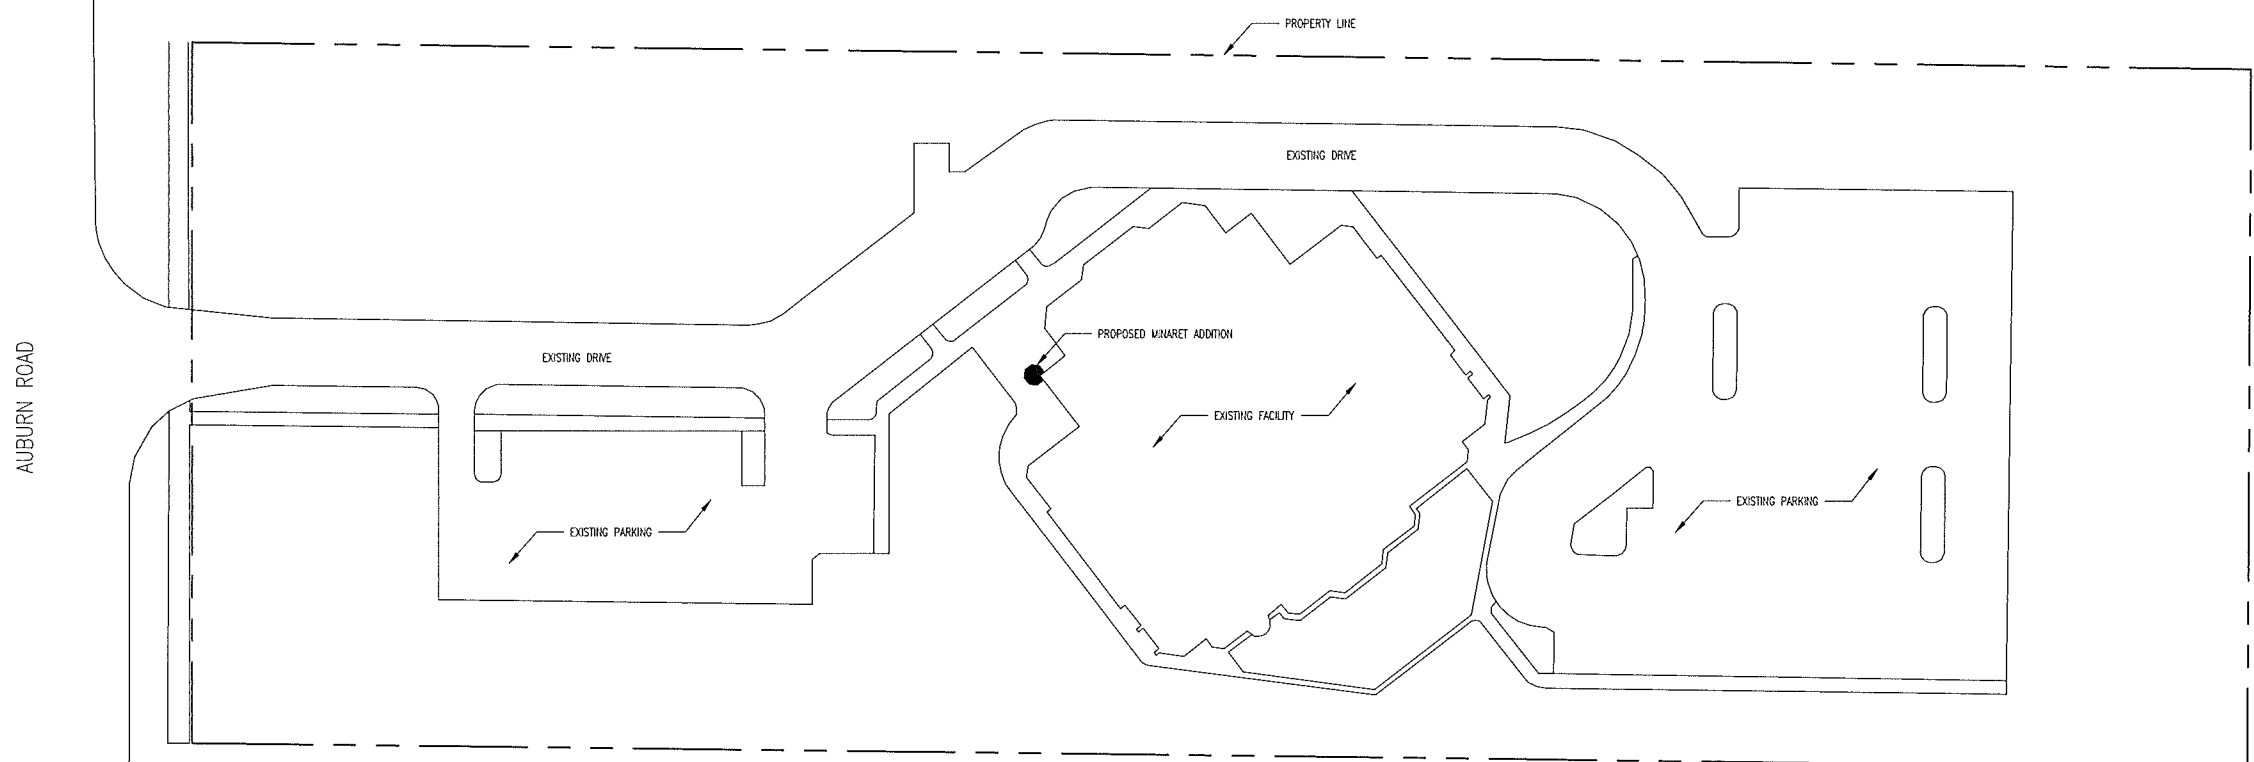 PROPERTY LINE
EXISTING DRIVE
PROPOSED MINARET ADDITION
EXISTING DRIVE
AUBURN ROAD
EXISTING FACILITY
EXISTING PARKING
EXISTING PARKING